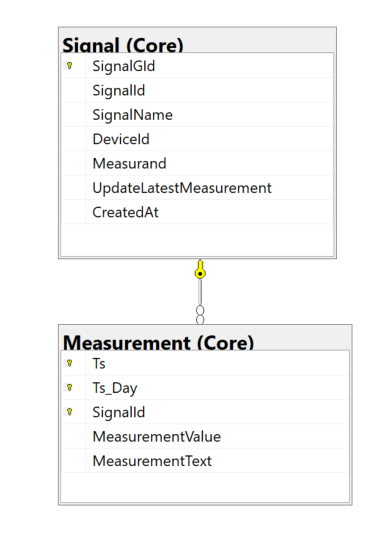 Signal (Core)
SignalGId
SignalId
SignalName
DeviceId
Measurand
UpdateLatestMeasurement
CreatedAt
Measurement (Core)
Ts
Ts_Day
SignalId
MeasurementValue
MeasurementText